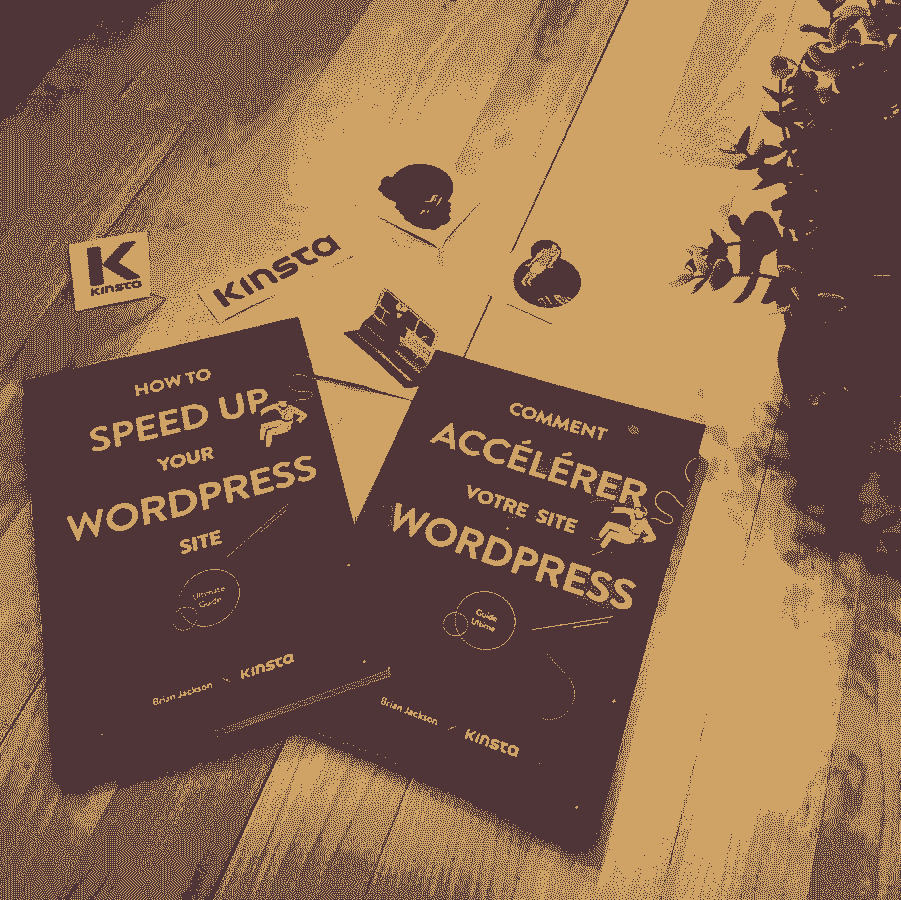 K
Kinsta
Kinsta
HOW TO
SPEED UP
YOUR
WORDPRESS
SITE
Ultimate
Guide
Brian Jackson
Kinsta
COMMENT
ACCÉLÉRER
VOTRE SITE
WORDPRESS
Guide
Ultime
Brian Jackson
Kinsta